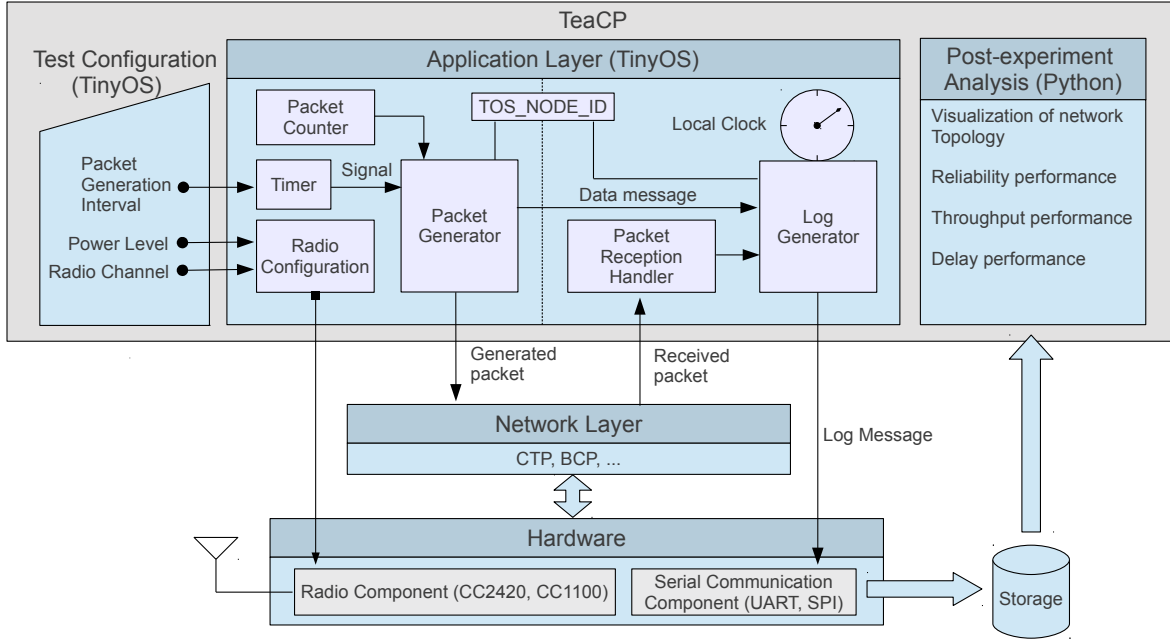 TeaCP
Test Configuration
(TinyOS)
Packet
Generation
Interval
Power Level
Radio Channel
Application Layer (TinyOS)
Packet
Counter
TOS_NODE_ID
Local Clock
Timer
Signal
Packet
Generator
Data message
Log
Generator
Radio
Configuration
Packet
Reception
Handler
Post-experiment
Analysis (Python)
Visualization of network
Topology
Reliability performance
Throughput performance
Delay performance
Generated
packet
Received
packet
Network Layer
CTP, BCP, ...
Log Message
Hardware
Radio Component (CC2420, CC1100)
Serial Communication
Component (UART, SPI)
Storage